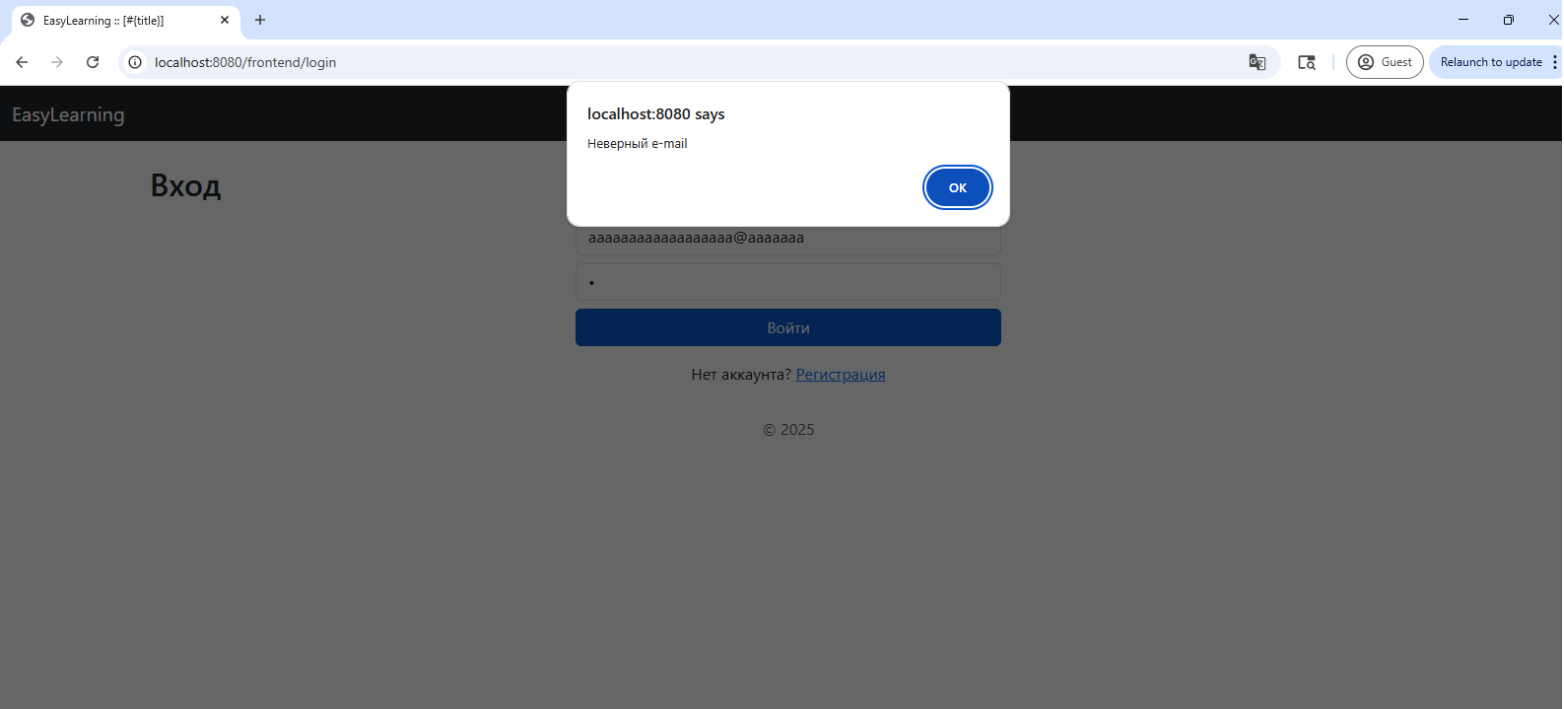 EasyLearning :: [#{title}]
localhost:8080/frontend/login
Guest
Relaunch to update
EasyLearning
localhost:8080 says
Неверный e-mail
OK
Вход
aaaaaaaaaaaaaaaaaa@aaaaaaa
Войти
Нет аккаунта? Регистрация
© 2025